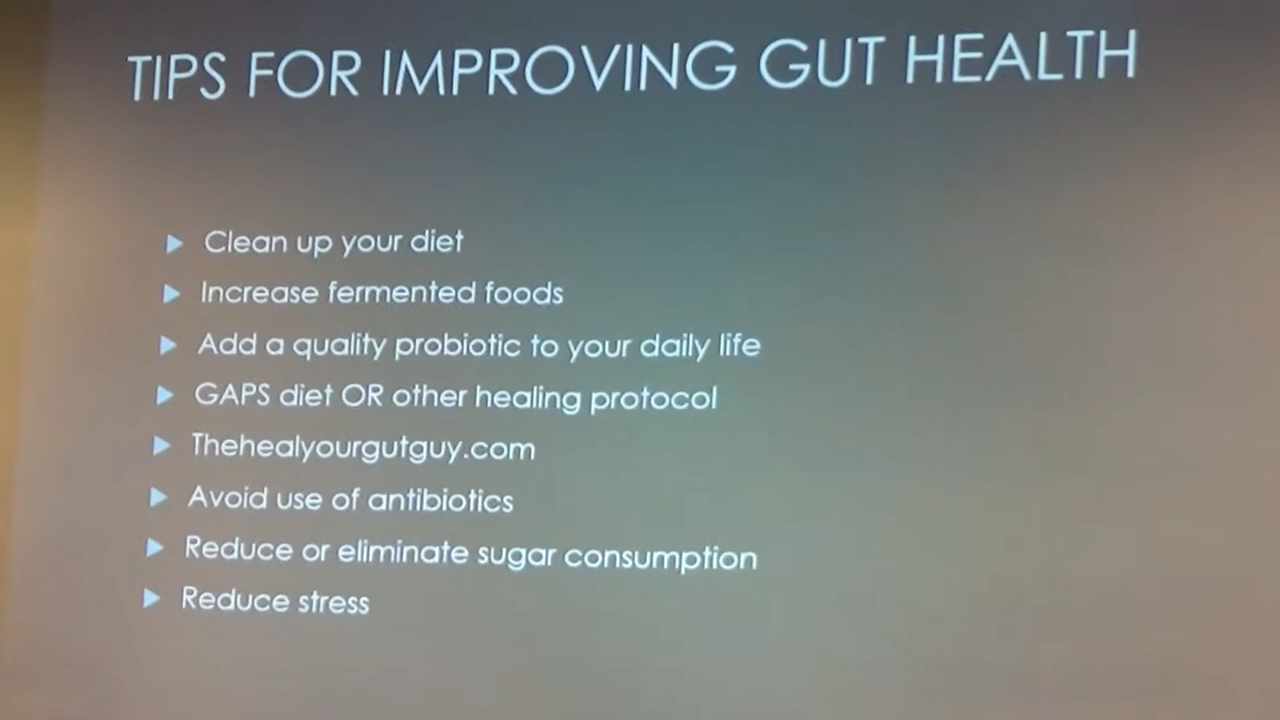 TIPS FOR IMPROVING GUT HEALTH
Clean up your diet
Increase fermented foods
Add a quality probiotic to your daily life
GAPS diet OR other healing protocol
Thehealyourgutguy.com
Avoid use of antibiotics
Reduce or eliminate sugar consumption
Reduce stress